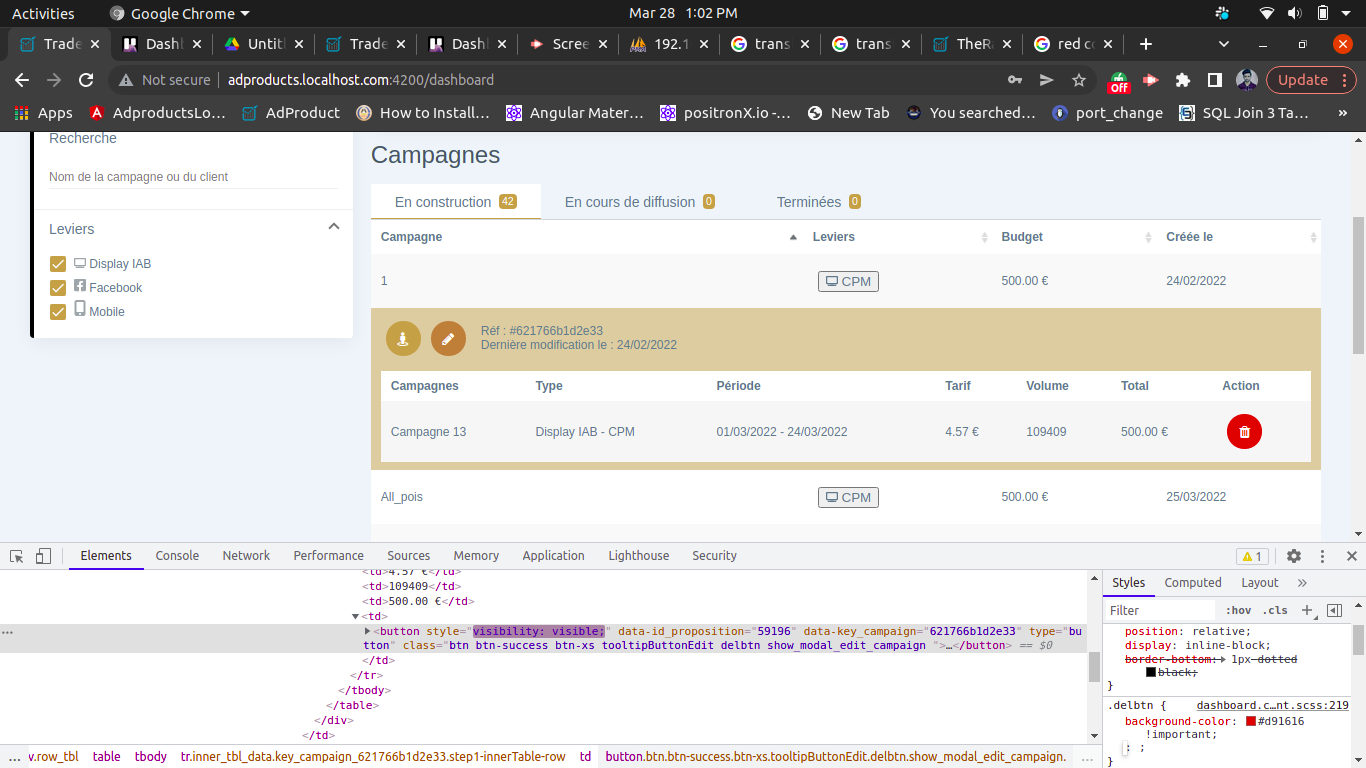 Activities Google Chrome Mar 28 1:02 PM
Trade Dashl Untitl Trade Dashl Scree 192.1 trans trans TheRa red co
Not secure adproducts.localhost.com:4200/dashboard OFF Update
Apps AdproductsLo... AdProduct How to Install... Angular Mater... positronX.io -... New Tab You searched... port_change SQL Join 3 Ta... »
Recherche
Nom de la campagne ou du client
Leviers
Display IAB
Facebook
Mobile
Campagnes
En construction 42 En cours de diffusion 0 Terminées 0
Campagne Leviers Budget Créée le
1 CPM 500.00 € 24/02/2022
Réf : #621766b1d2e33
Dernière modification le : 24/02/2022
Campagnes Type Période Tarif Volume Total Action
Campagne 13 Display IAB - CPM 01/03/2022 - 24/03/2022 4.57 € 109409 500.00 €
All_pois CPM 500.00 € 25/03/2022
Elements Console Network Performance Sources Memory Application Lighthouse Security 1
<td>4.57 €</td>
<td>109409</td>
<td>500.00 €</td>
<td>
<button style="visibility: visible;" data-id_proposition="59196" data-key_campaign="621766b1d2e33" type="bu
tton" class="btn btn-success btn-xs tooltipButtonEdit delbtn show_modal_edit_campaign ">…</button> == $0
</td>
</tr>
</tbody>
</table>
</div>
</td>
... v.row_tbl table tbody tr.inner_tbl_data.key_campaign_621766b1d2e33.step1-innerTable-row td button.btn.btn-success.btn-xs.tooltipButtonEdit.delbtn.show_modal_edit_campaign. ...
Styles Computed Layout »
Filter :hov .cls +
position: relative;
display: inline-block;
border-bottom: 1px dotted
black;
}
.delbtn { dashboard.c…nt.scss:219
background-color: #d91616
!important;
: ;
}